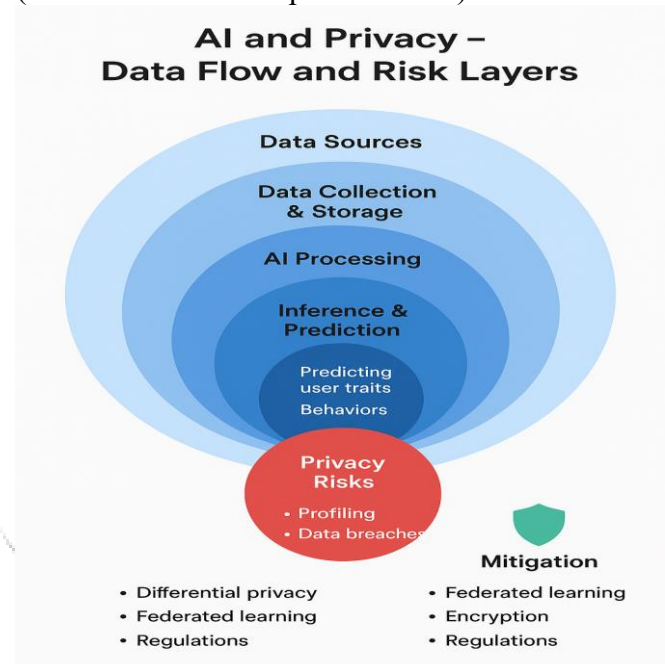 AI and Privacy –
Data Flow and Risk Layers
Data Sources
Data Collection
& Storage
AI Processing
Inference &
Prediction
Predicting
user traits
Behaviors
Privacy
Risks
• Profiling
• Data breaches
Mitigation
• Differential privacy
• Federated learning
• Regulations
• Federated learning
• Encryption
• Regulations